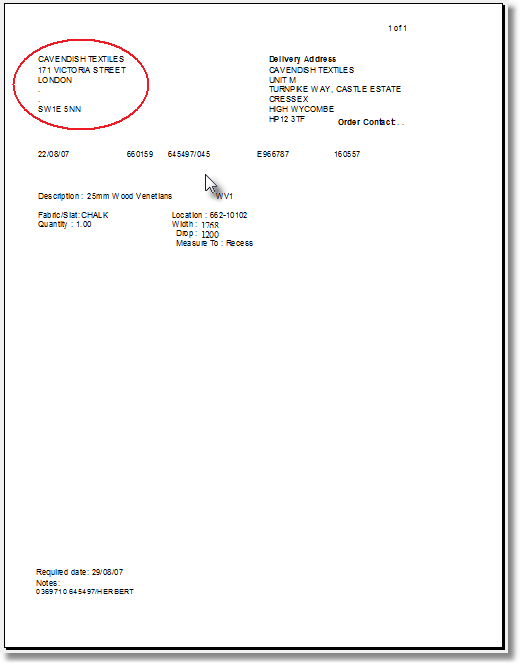 1 of 1
CAVENDISH TEXTILES
171 VICTORIA STREET
LONDON
.
.
SW1E 5NN
Delivery Address
CAVENDISH TEXTILES
UNIT M
TURNPIKE WAY, CASTLE ESTATE
CRESSEX
HIGH WYCOMBE
HP12 3TF Order Contact: . .
22/08/07 660159 645497/045 E966787 160557
Description : 25mm Wood Venetians WV1
Fabric/Slat: CHALK Location : 662-10102
Quantity : 1.00 Width : 1768
Drop : 1200
Measure To : Recess
Required date: 29/08/07
Notes:
0369710 645497/HERBERT